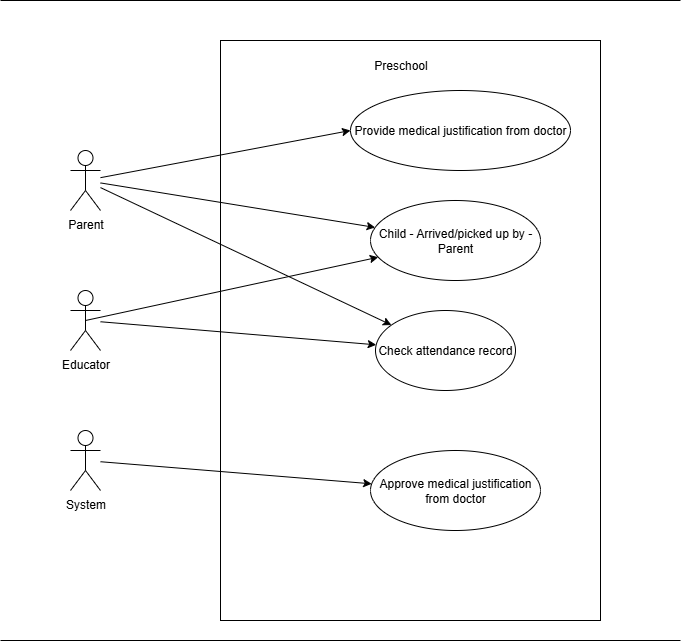 Preschool
Provide medical justification from doctor
Parent
Child - Arrived/picked up by -
Parent
Educator
Check attendance record
System
Approve medical justification
from doctor